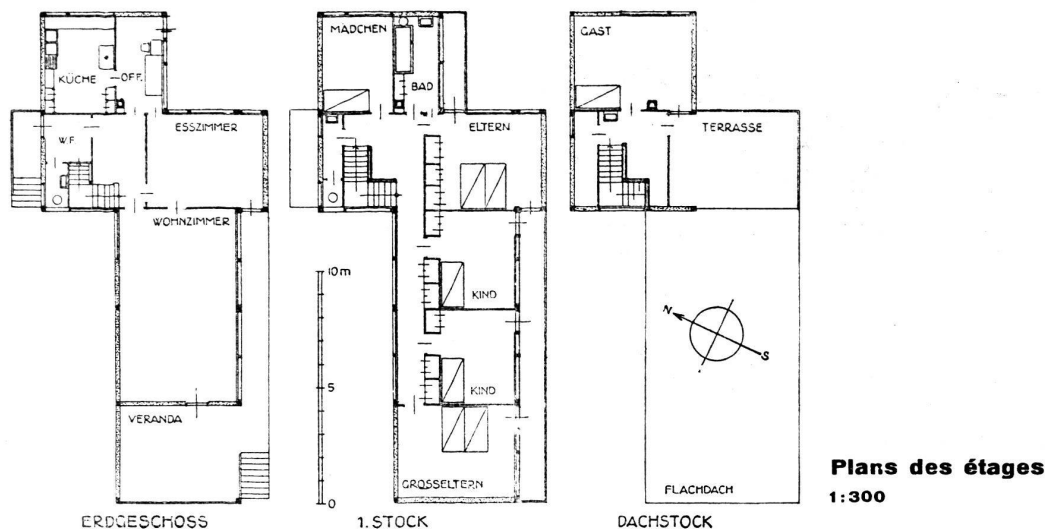 KÜCHE
OFF.
W.F.
ESSZIMMER
WOHNZIMMER
VERANDA
ERDGESCHOSS
MÄDCHEN
BAD
ELTERN
KIND
KIND
GROSSELTERN
10 m
5
0
1. STOCK
GAST
TERRASSE
N
S
FLACHDACH
DACHSTOCK
Plans des étages
1:300